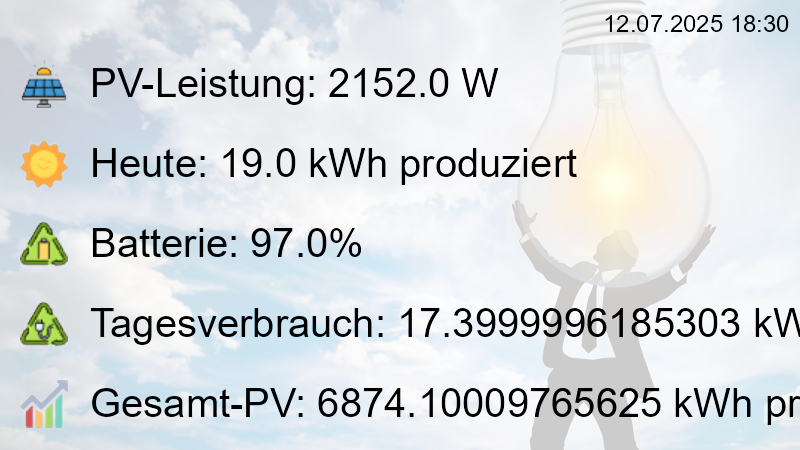 12.07.2025 18:30
PV-Leistung: 2152.0 W
Heute: 19.0 kWh produziert
Batterie: 97.0%
Tagesverbrauch: 17.3999996185303 kW
Gesamt-PV: 6874.10009765625 kWh pr